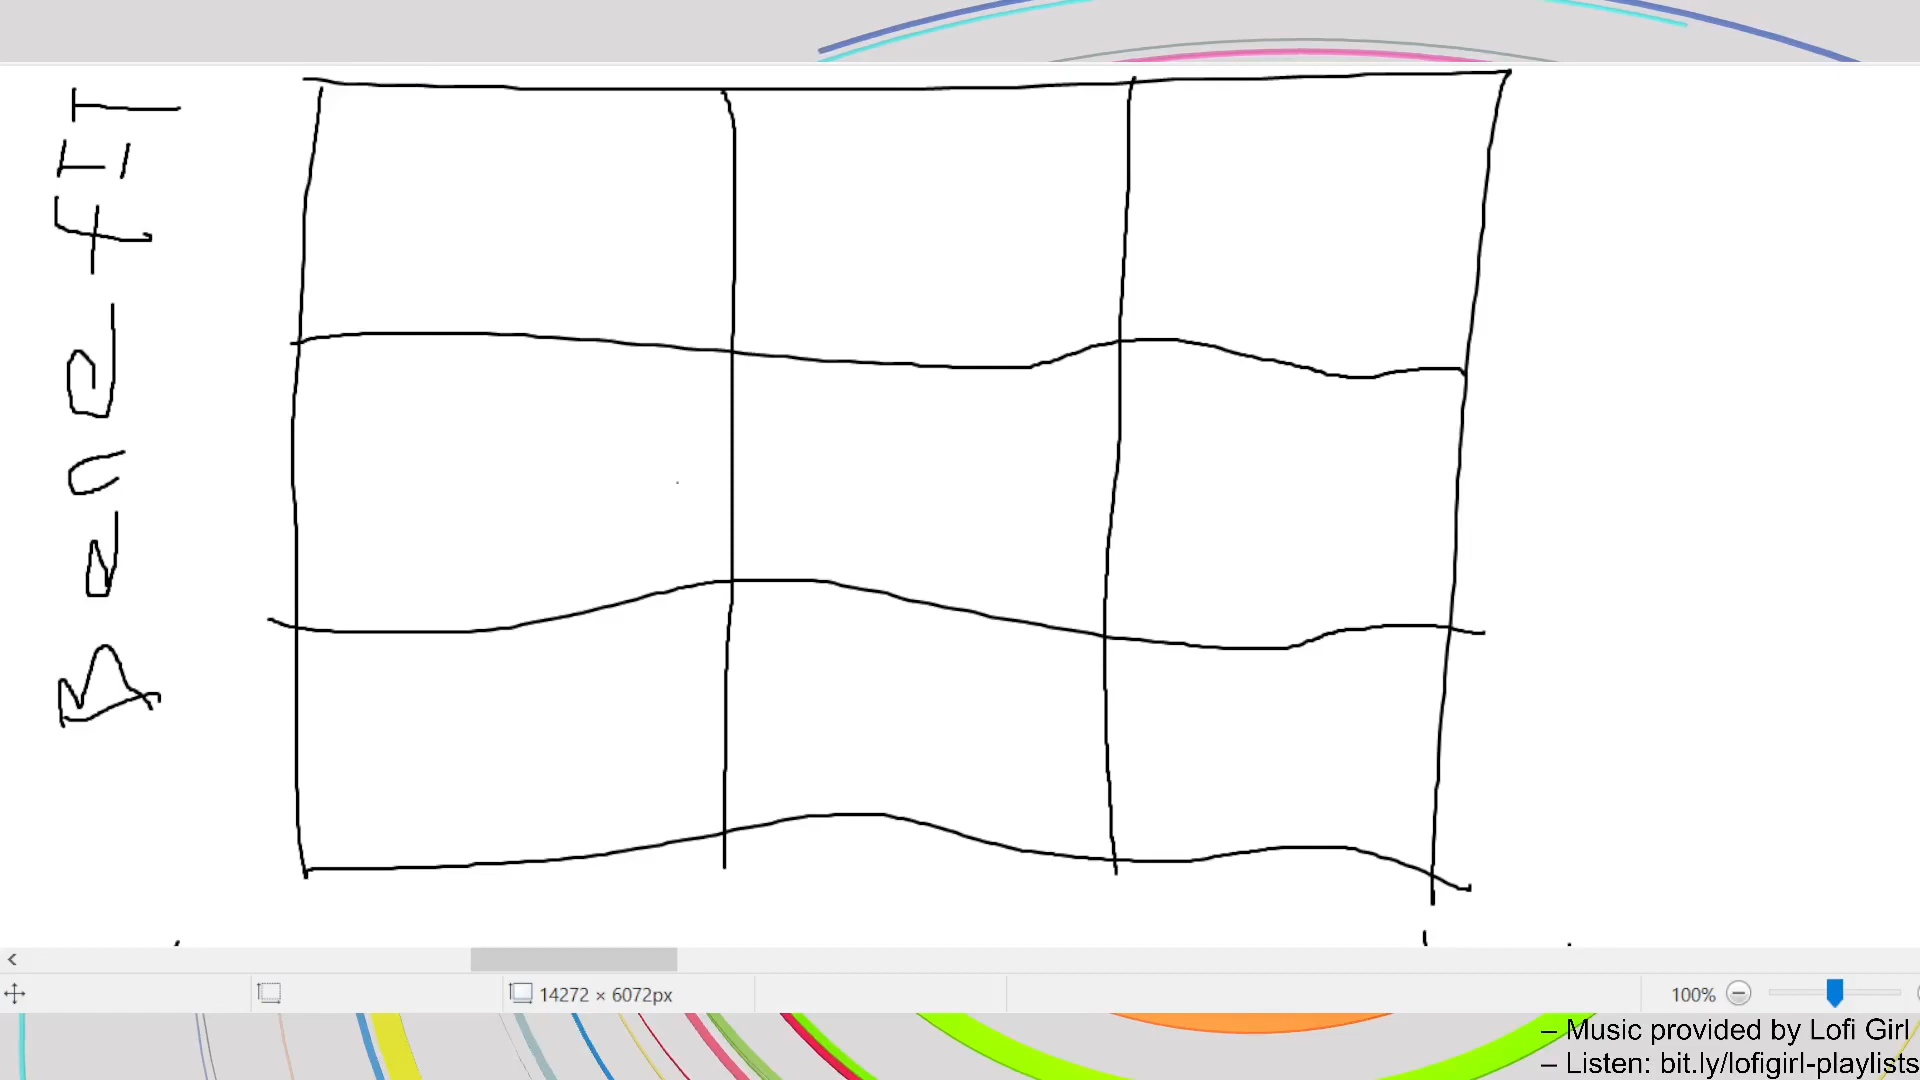 Benefit
14272 × 6072px
100%
– Music provided by Lofi Girl
– Listen: bit.ly/lofigirl-playlists